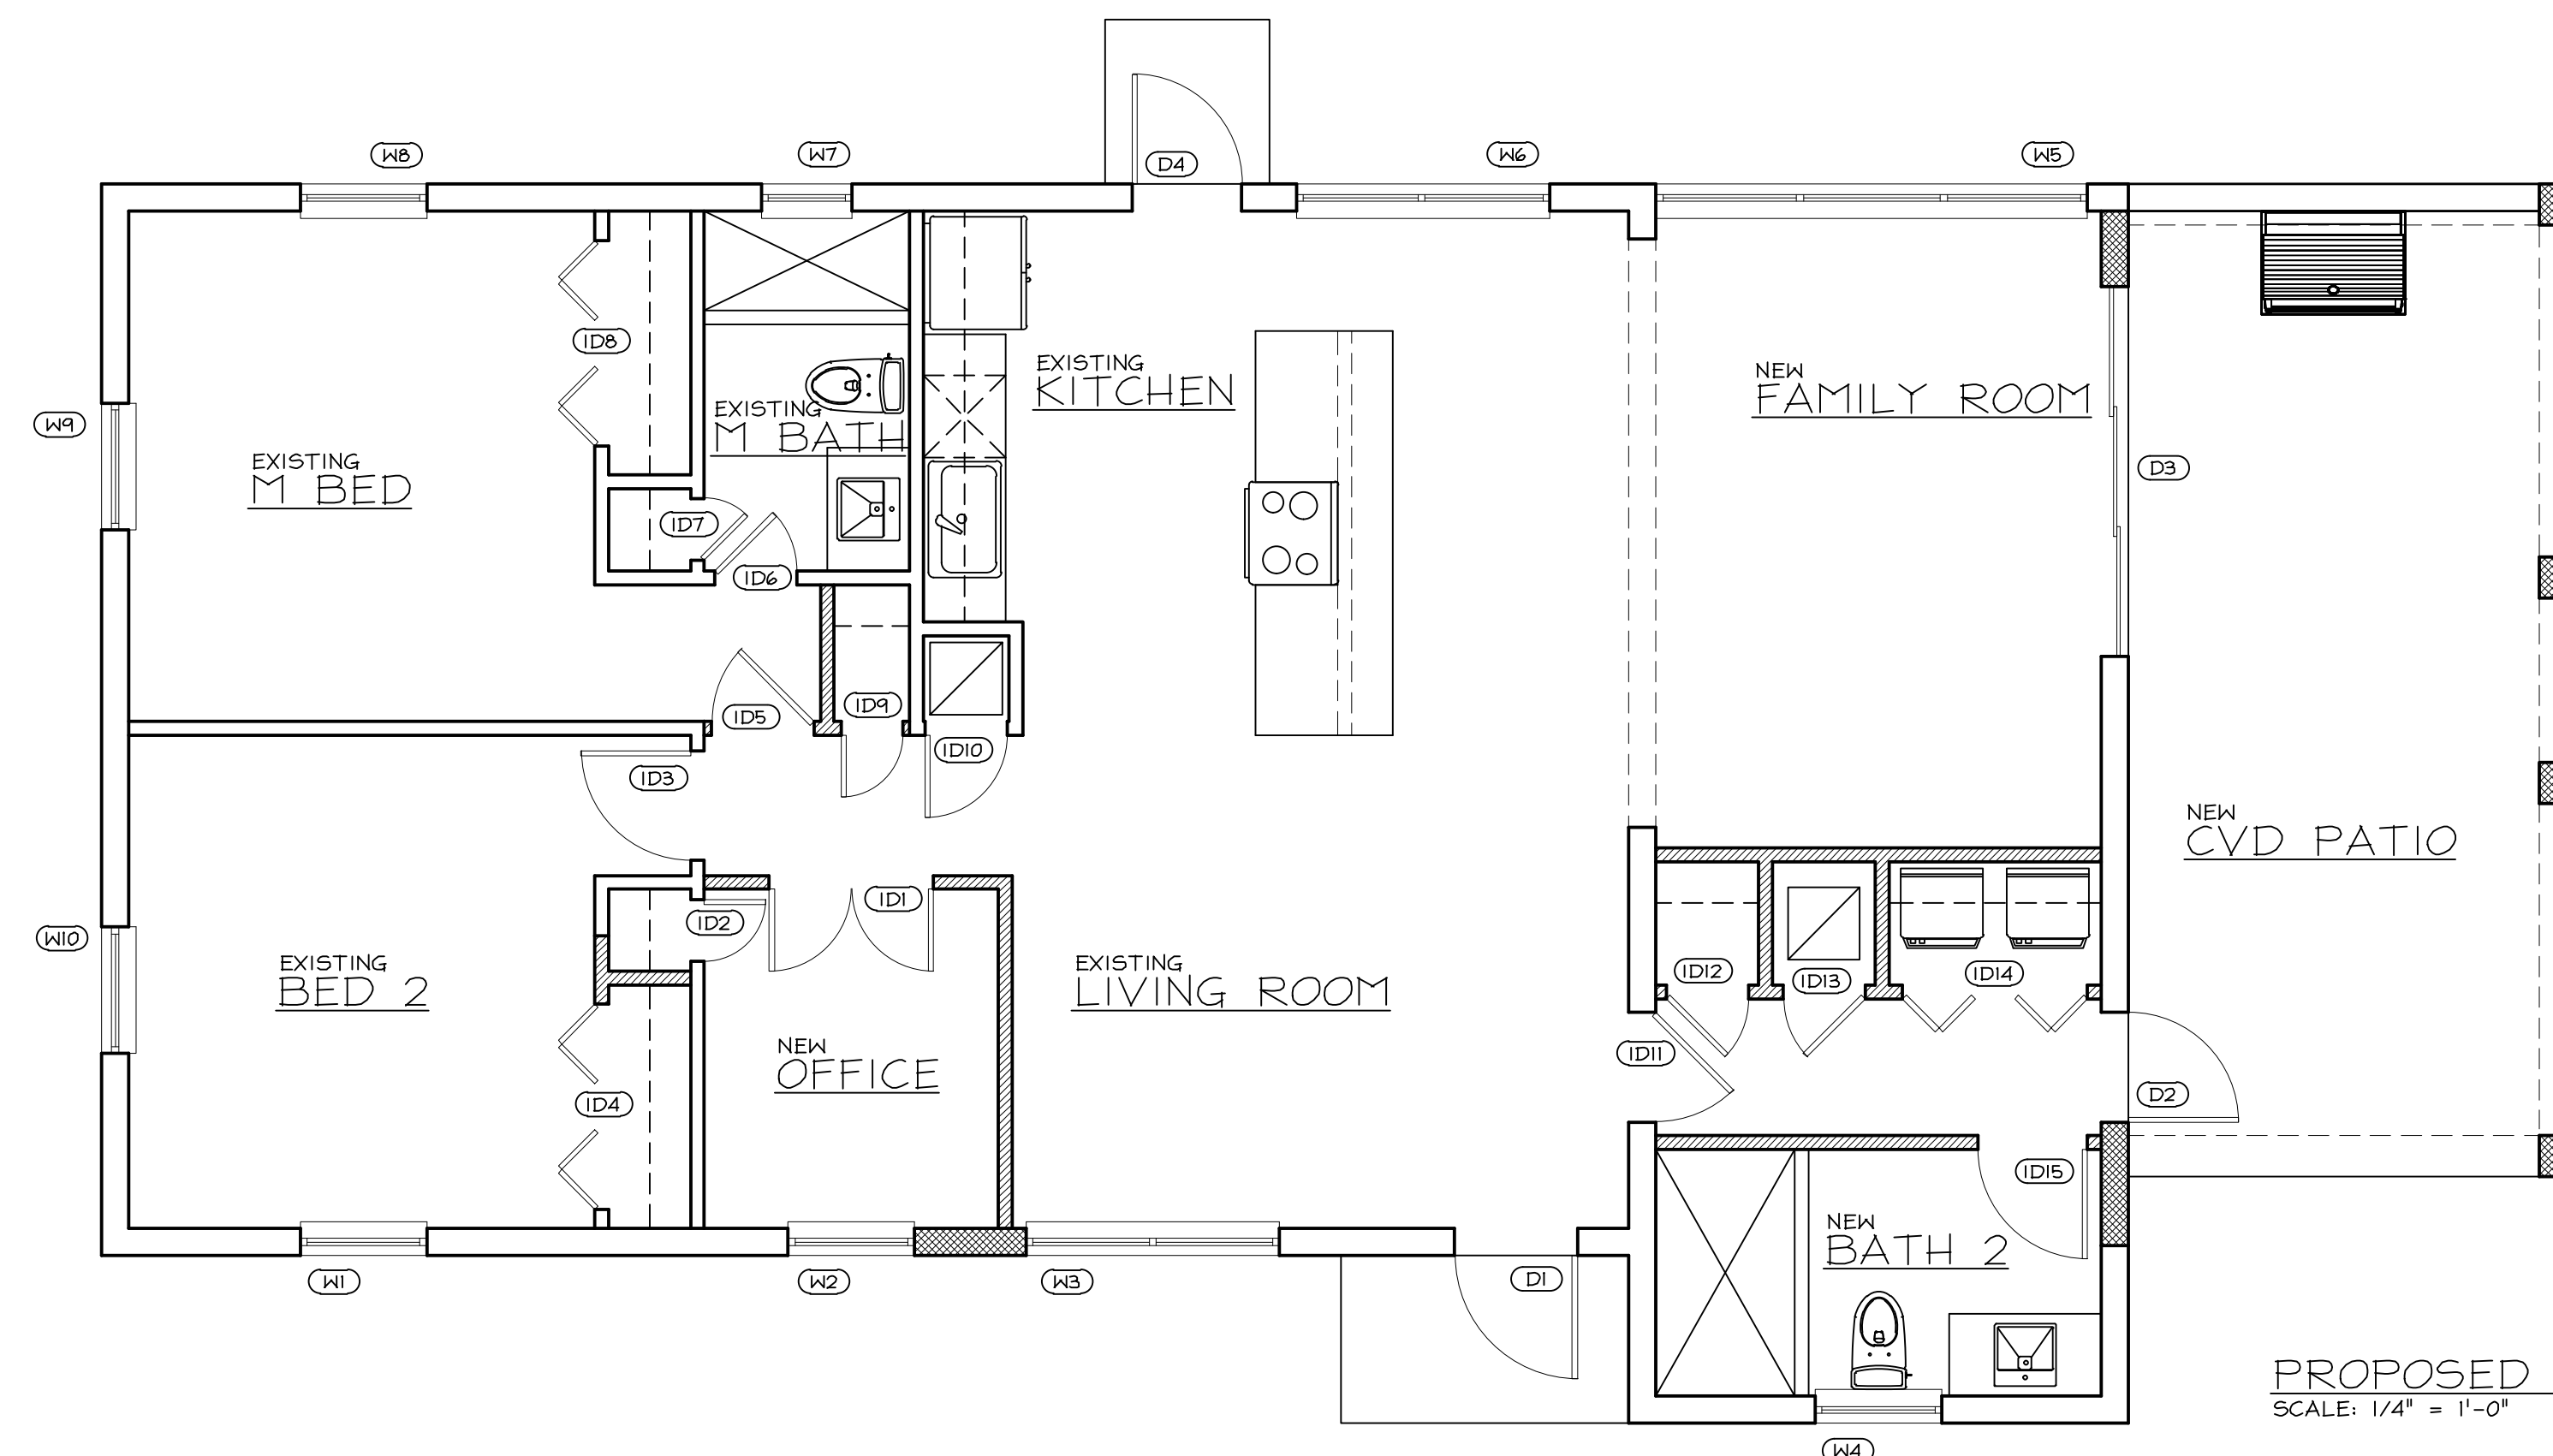 W8
W7
D4
W6
W5
ID8
W9
EXISTING
KITCHEN
NEW
FAMILY ROOM
EXISTING
M BATH
EXISTING
M BED
D3
ID7
ID6
ID9
ID5
ID10
ID3
NEW
CVD PATIO
ID1
ID2
W10
EXISTING
BED 2
EXISTING
LIVING ROOM
ID12
ID13
ID14
NEW
OFFICE
ID11
ID4
D2
ID15
NEW
BATH 2
W1
W2
W3
D1
PROPOSED
SCALE: 1/4" = 1'-0"
W4